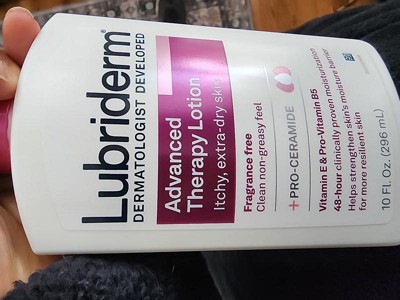 Lubriderm®
DERMATOLOGIST DEVELOPED
Advanced
Therapy Lotion
Itchy, extra-dry skin
Fragrance free
Clean non-greasy feel
+ PRO-CERAMIDE
Vitamin E & Pro-Vitamin B5
48-hour clinically proven moisturization
Helps strengthen skin's moisture barrier
for more resilient skin
10 Fl. Oz. (296 mL)